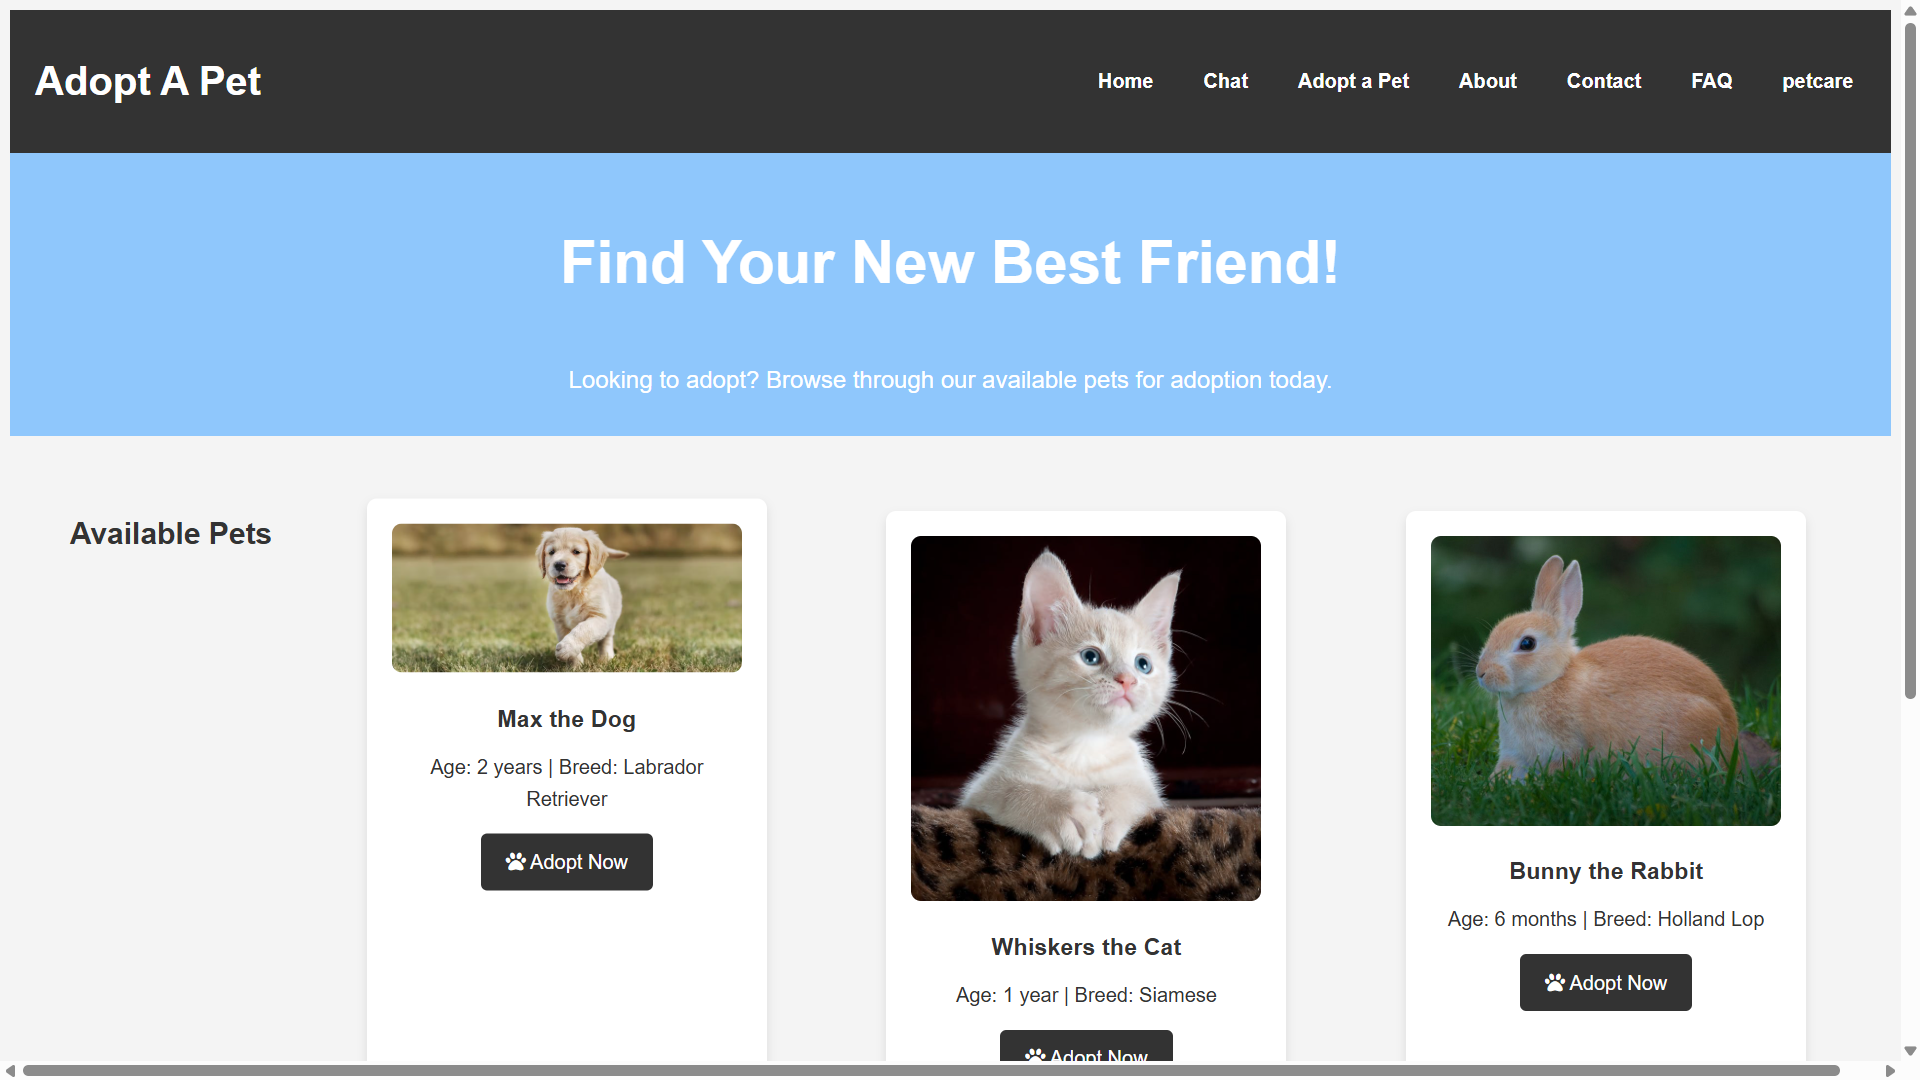 Adopt A Pet
Home Chat Adopt a Pet About Contact FAQ petcare
Find Your New Best Friend!
Looking to adopt? Browse through our available pets for adoption today.
Available Pets
Max the Dog
Age: 2 years | Breed: Labrador
Retriever
Adopt Now
Whiskers the Cat
Age: 1 year | Breed: Siamese
Adopt Now
Bunny the Rabbit
Age: 6 months | Breed: Holland Lop
Adopt Now